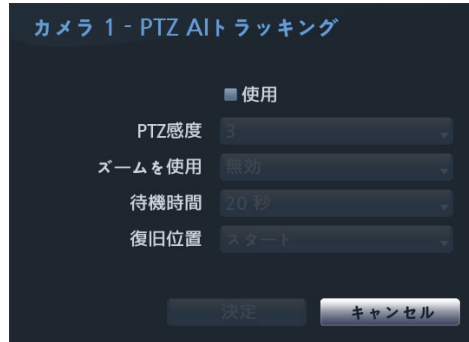 カメラ 1 - PTZ AIトラッキング
使用
PTZ感度 3
ズームを使用 無効
待機時間 20 秒
復旧位置 スタート
決定 キャンセル